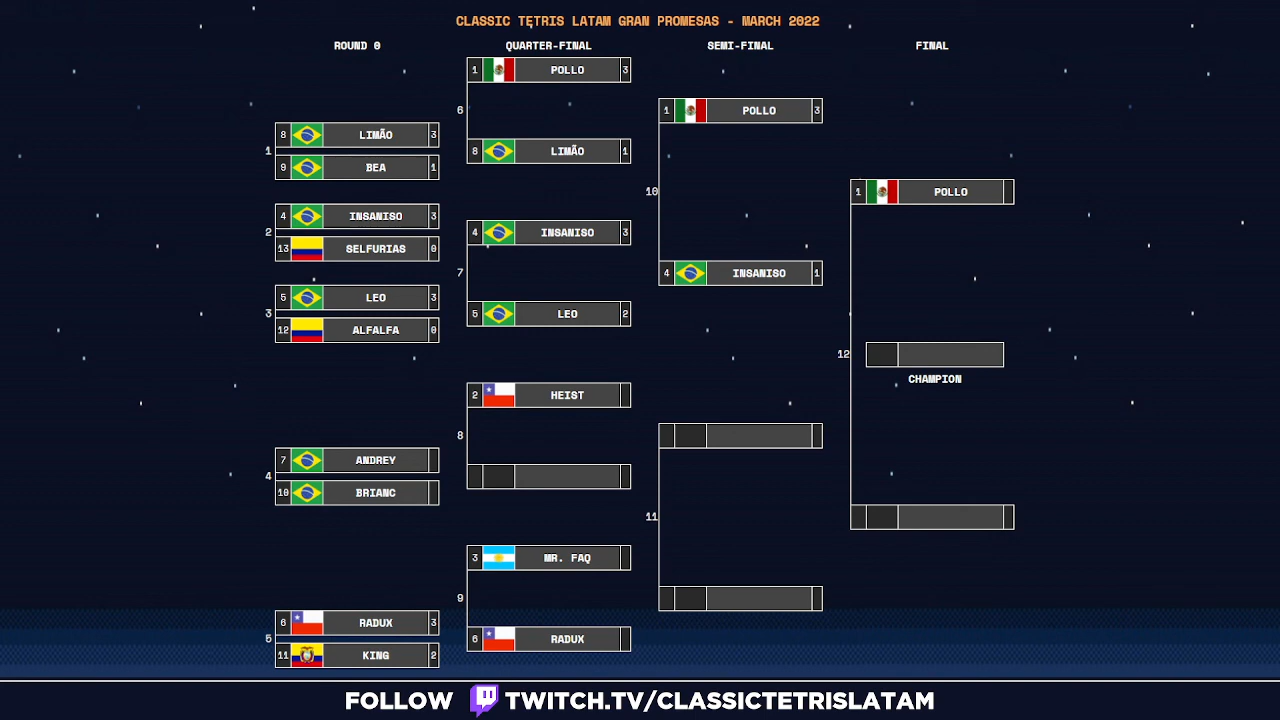 CLASSIC TETRIS LATAM GRAN PROMESAS - MARCH 2022
ROUND 0
QUARTER-FINAL
SEMI-FINAL
FINAL
1
8 LIMÃO 3
9 BEA 1
2
4 INSANISO 3
13 SELFURIAS 0
3
5 LEO 3
12 ALFALFA 0
4
7 ANDREY
10 BRIANC
5
6 RADUX 3
11 KING 2
6
1 POLLO 3
8 LIMÃO 1
7
4 INSANISO 3
5 LEO 2
8
2 HEIST
9
3 MR. FAQ
6 RADUX
10
1 POLLO 3
4 INSANISO 1
11
12
1 POLLO
CHAMPION
FOLLOW TWITCH.TV/CLASSICTETRISLATAM